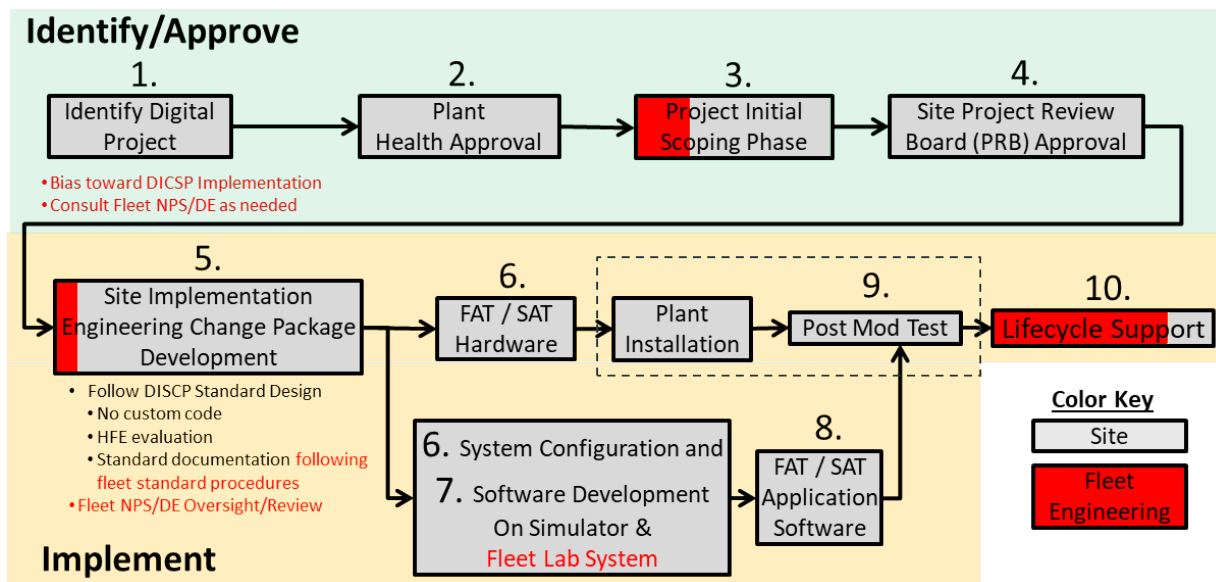 Identify/Approve
1.
Identify Digital
Project
2.
Plant
Health Approval
3.
Project Initial
Scoping Phase
4.
Site Project Review
Board (PRB) Approval
•Bias toward DICSP Implementation
•Consult Fleet NPS/DE as needed
5.
Site Implementation
Engineering Change Package
Development
6.
FAT / SAT
Hardware
Plant
Installation
9.
Post Mod Test
10.
Lifecycle Support
• Follow DISCP Standard Design
• No custom code
• HFE evaluation
• Standard documentation following
fleet standard procedures
•Fleet NPS/DE Oversight/Review
6. System Configuration and
7. Software Development
On Simulator &
Fleet Lab System
8.
FAT / SAT
Application
Software
Color Key
Site
Fleet
Engineering
Implement